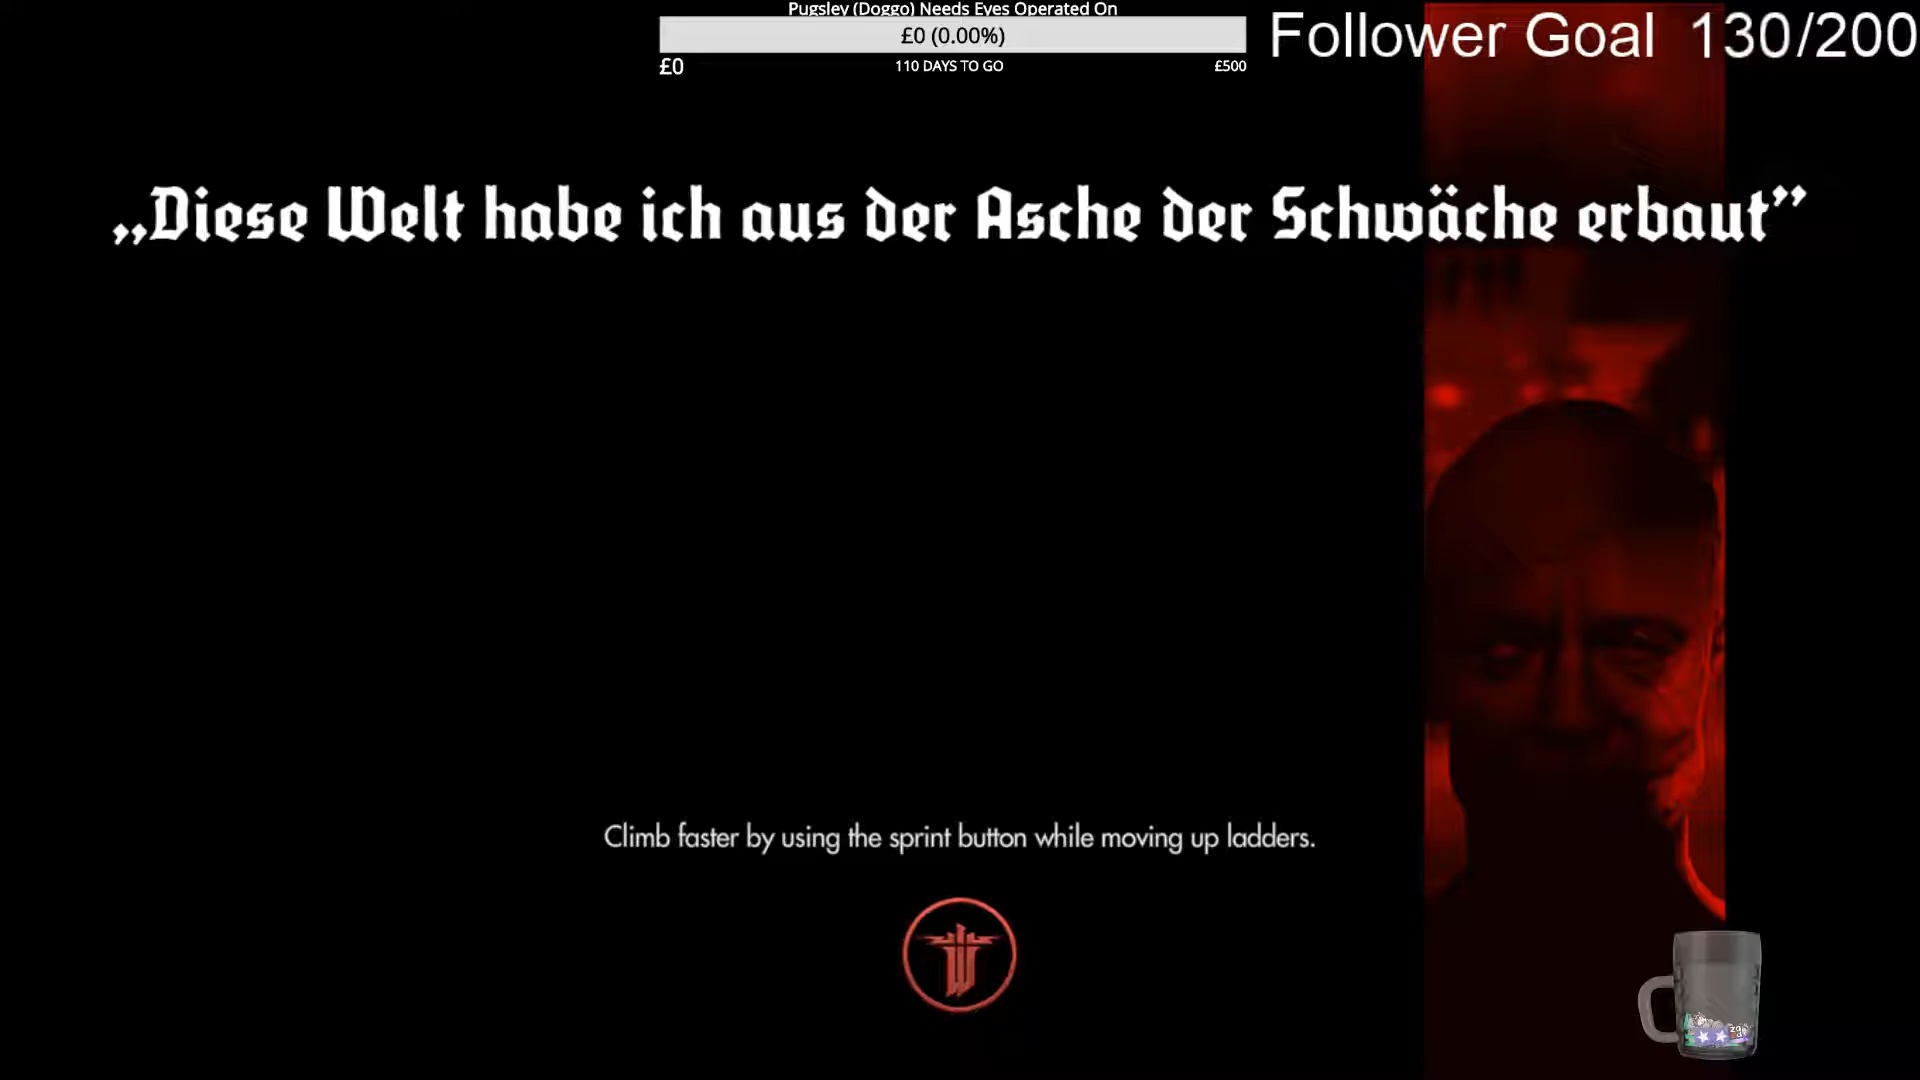 Pugsley (Doggo) Needs Eyes Operated On
£0 (0.00%)
£0 110 DAYS TO GO £500
Follower Goal 130/200
„Diese Welt habe ich aus der Asche der Schwäche erbaut”
Climb faster by using the sprint button while moving up ladders.